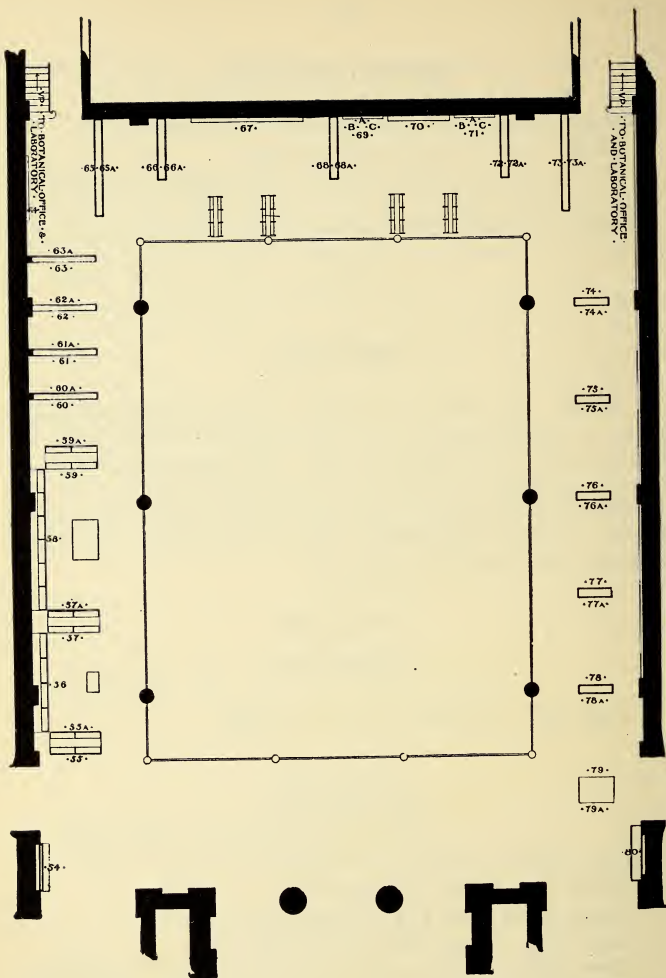 ·UP· TO·BOTANICAL·OFFICE·&·
LABORATORY·
·UP· ·TO·BOTANICAL·OFFICE·
·AND·LABORATORY·
·67·
·A·
·B· ·C·
·69·
·70·
·A·
·B· ·C·
·71·
·65·65A·
·66·66A·
·68·68A·
·72·72A·
·73·73A·
64
·63A·
·63·
·62A·
·62·
·61A·
·61·
·60A·
·60·
·59A·
·59·
·58·
·57A·
·57·
·56
·55A·
·55·
·54·
·74·
·74A·
·75·
·75A·
·76·
·76A·
·77·
·77A·
·78·
·78A·
·79·
·79A·
·80·